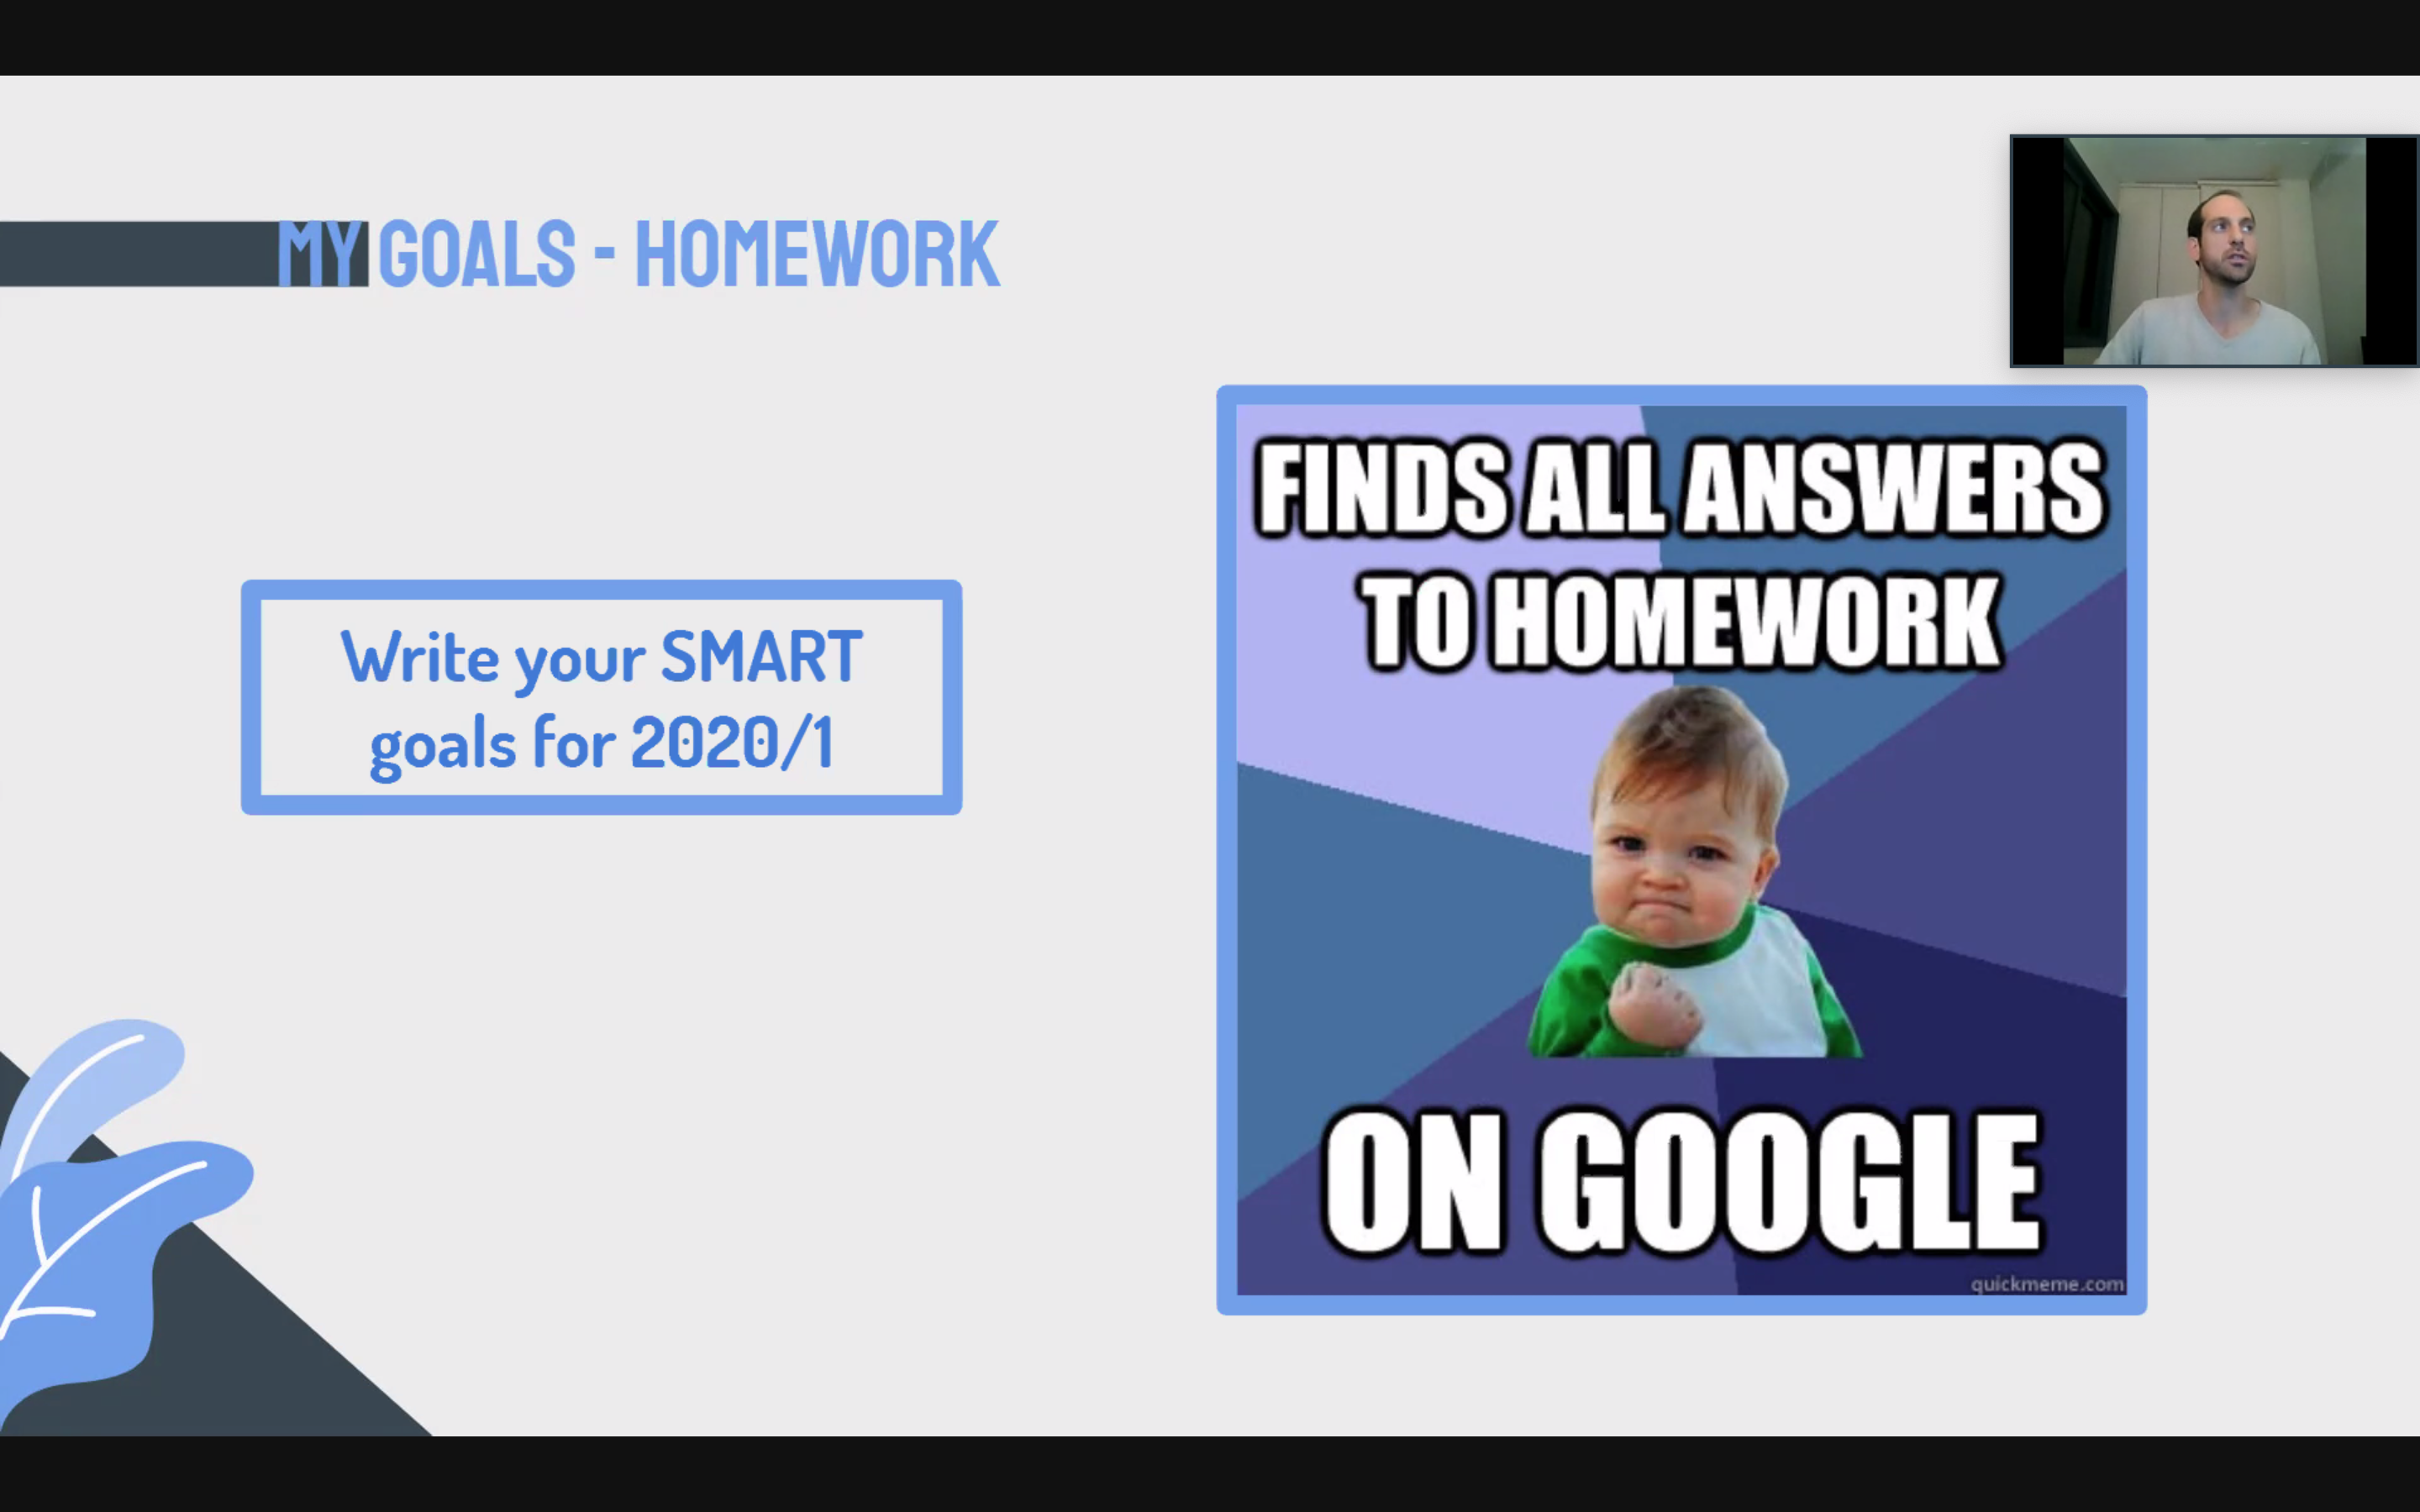 MY GOALS - HOMEWORK
Write your SMART
goals for 2020/1
FINDS ALL ANSWERS
TO HOMEWORK
ON GOOGLE
quickmeme.com